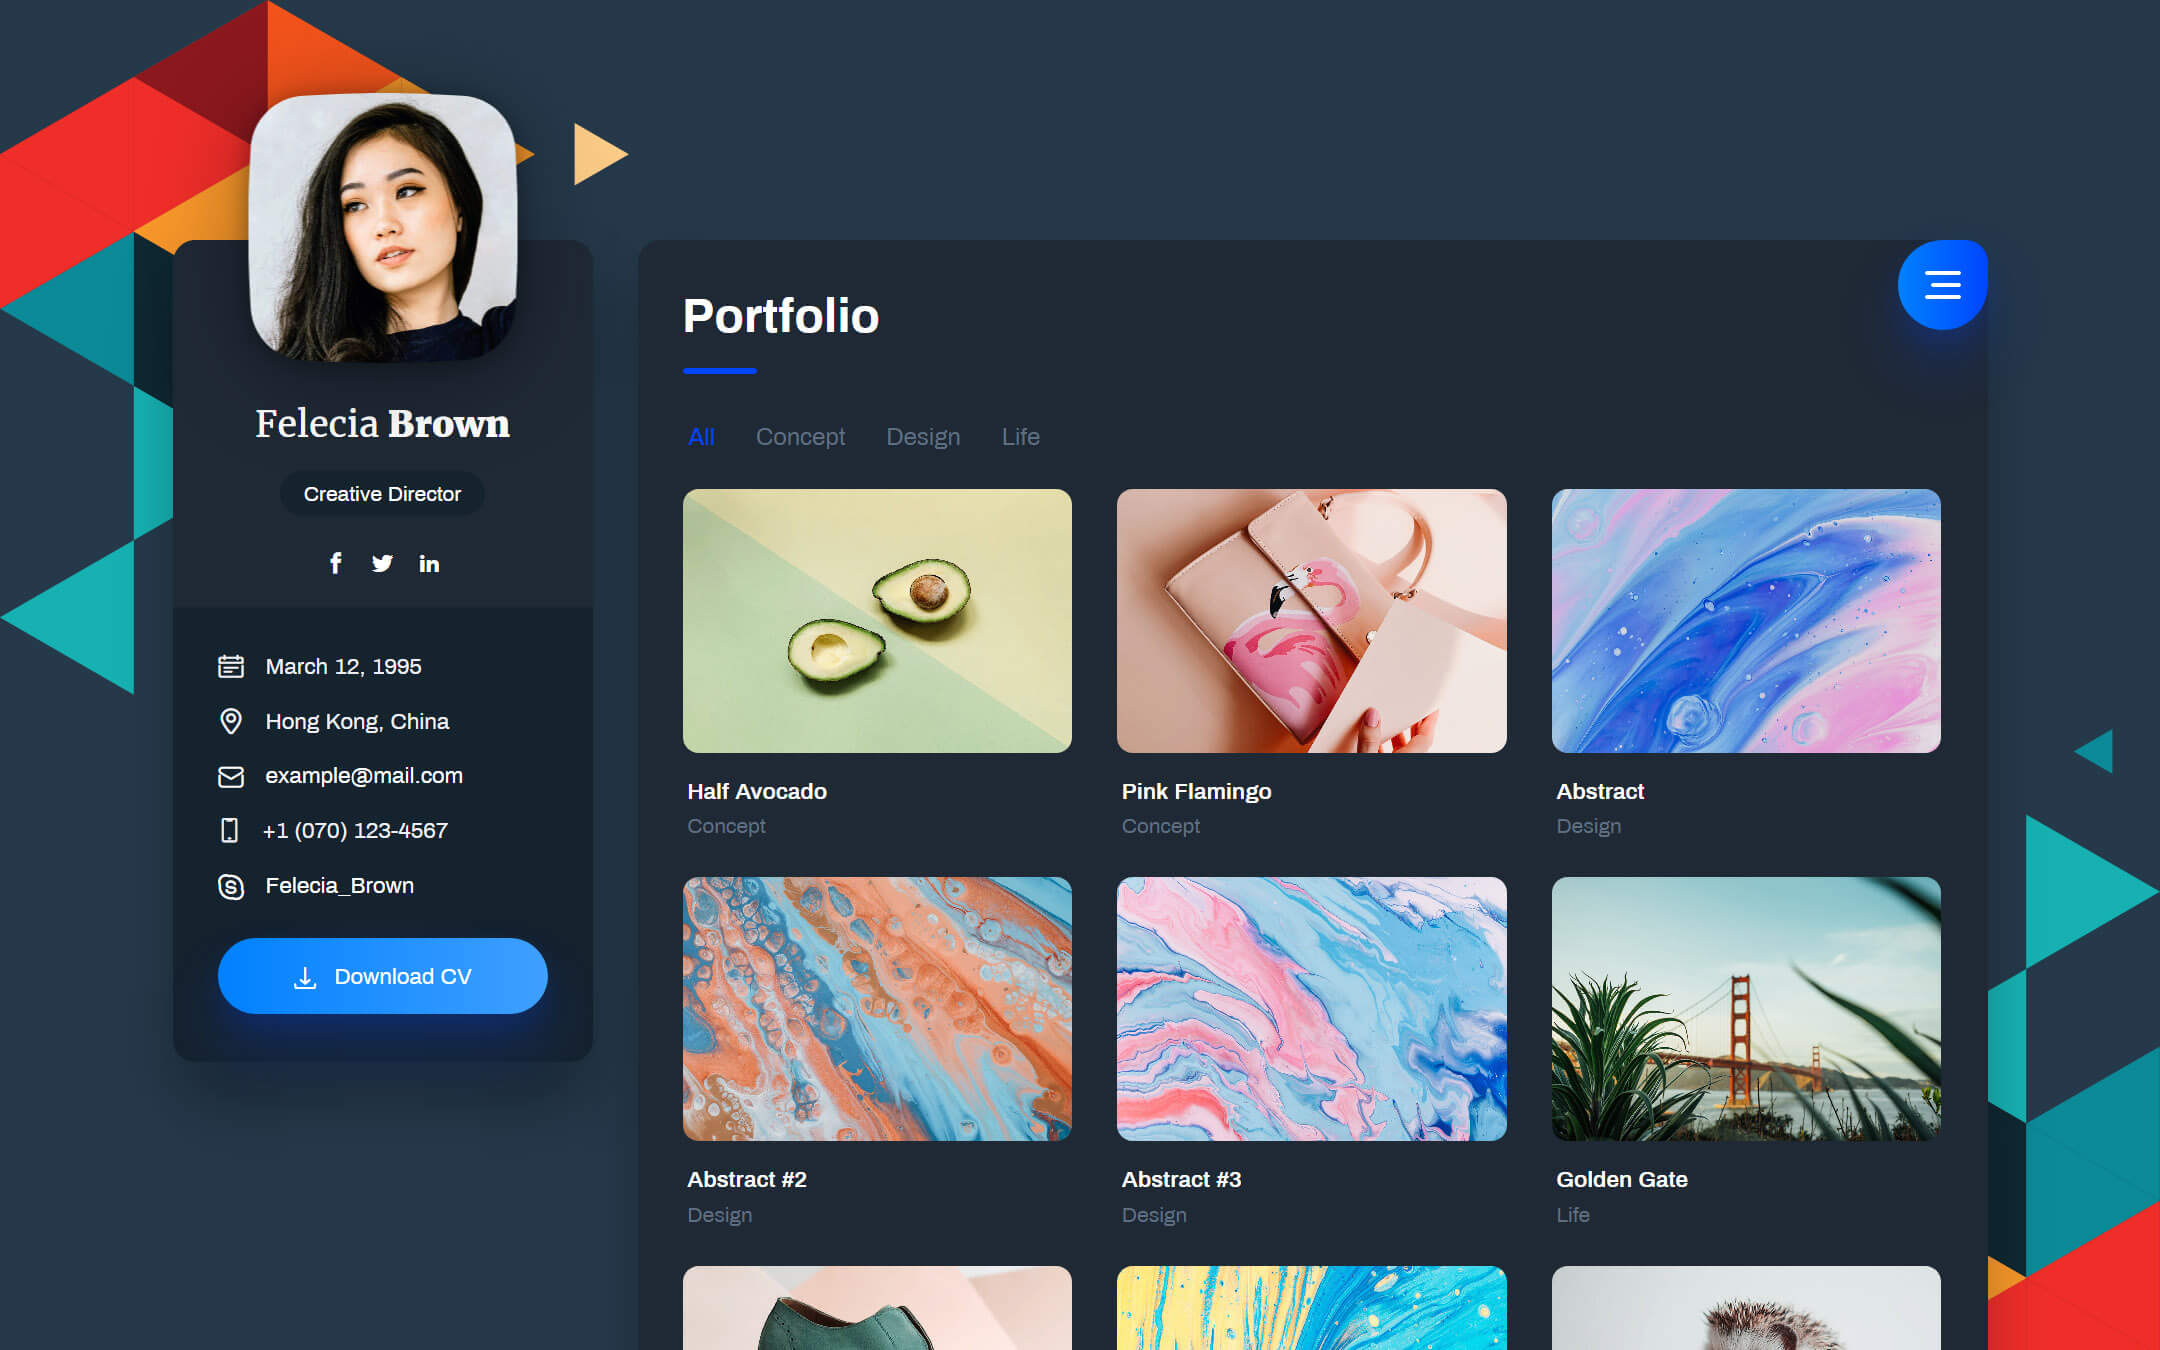 Felecia Brown
Creative Director
March 12, 1995
Hong Kong, China
example@mail.com
+1 (070) 123-4567
Felecia_Brown
Download CV
Portfolio
All Concept Design Life
Half Avocado
Concept
Pink Flamingo
Concept
Abstract
Design
Abstract #2
Design
Abstract #3
Design
Golden Gate
Life